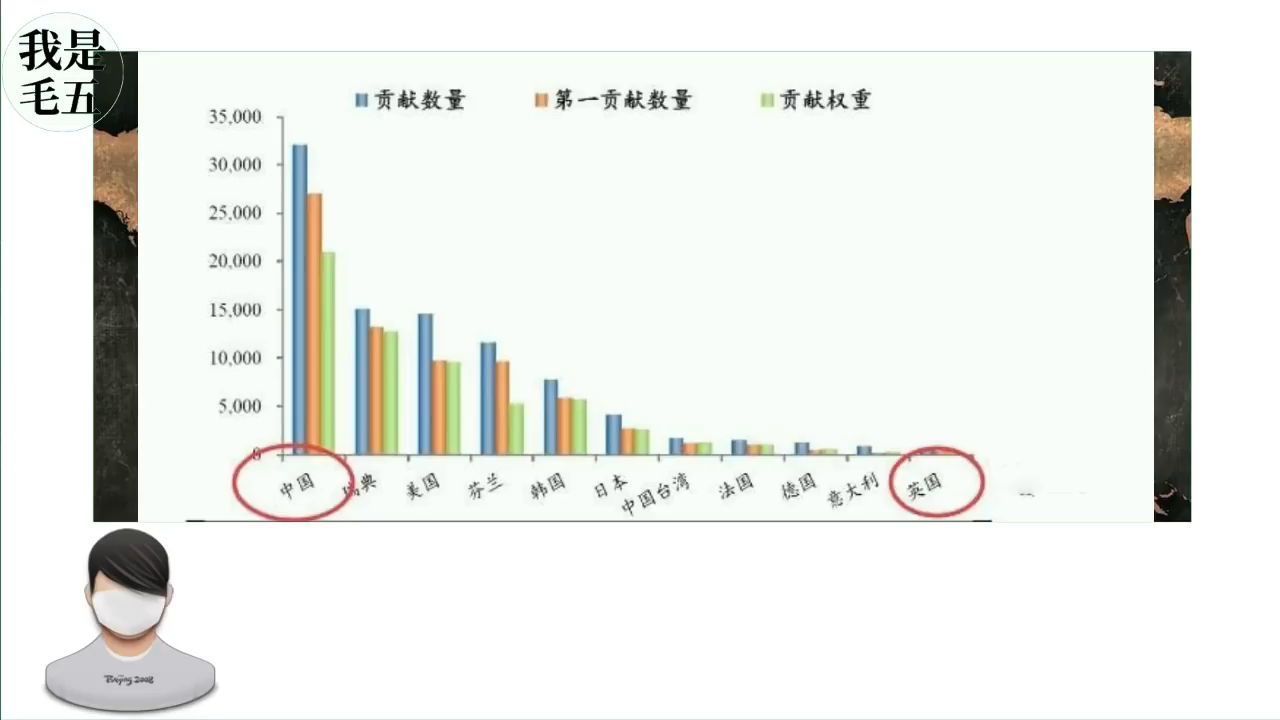 我是
毛五
贡献数量 第一贡献数量 贡献权重
35,000
30,000
25,000
20,000
15,000
10,000
5,000
0
中国 瑞典 美国 芬兰 韩国 日本 中国台湾 法国 德国 意大利 英国
Beijing 2008